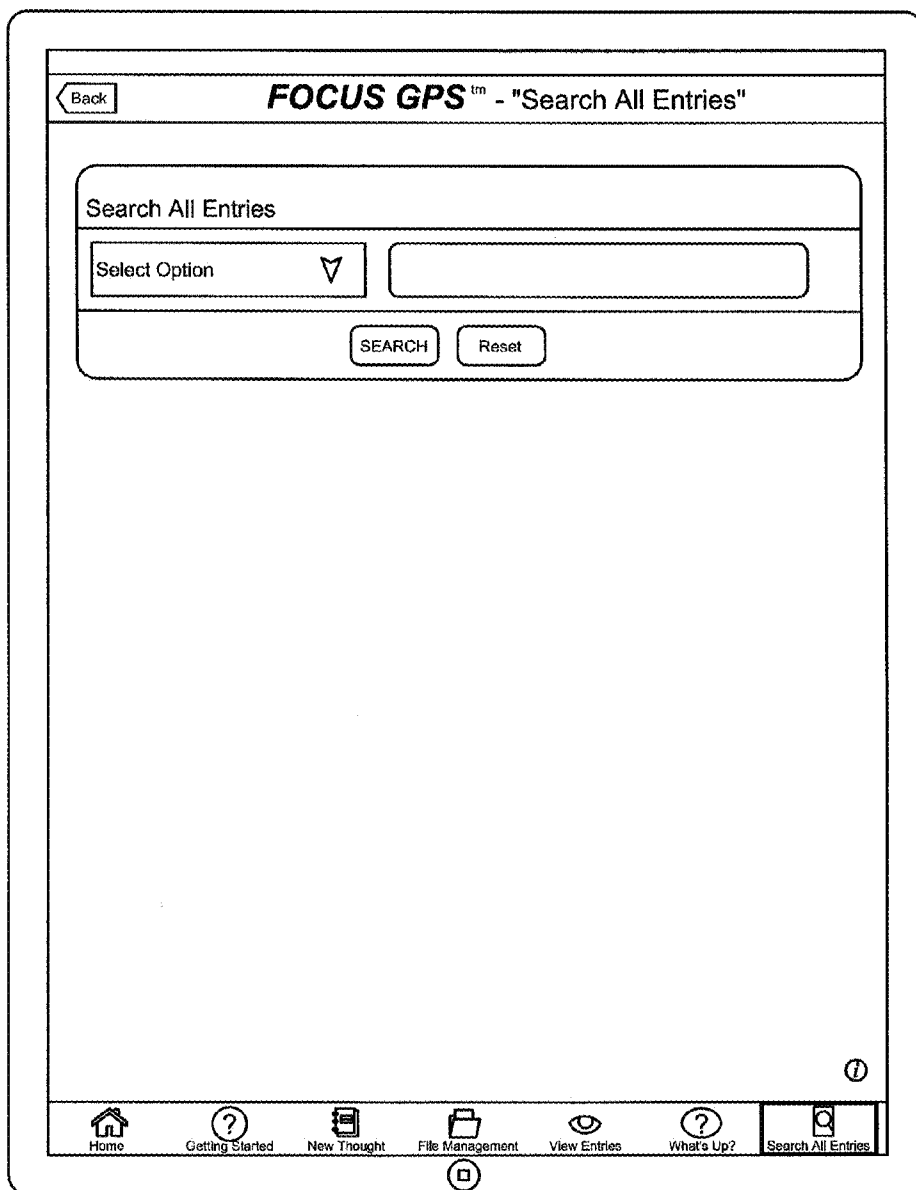 Back
FOCUS GPS tm - "Search All Entries"
Search All Entries
Select Option
SEARCH Reset
i
Home Getting Started New Thought File Management View Entries What's Up? Search All Entries